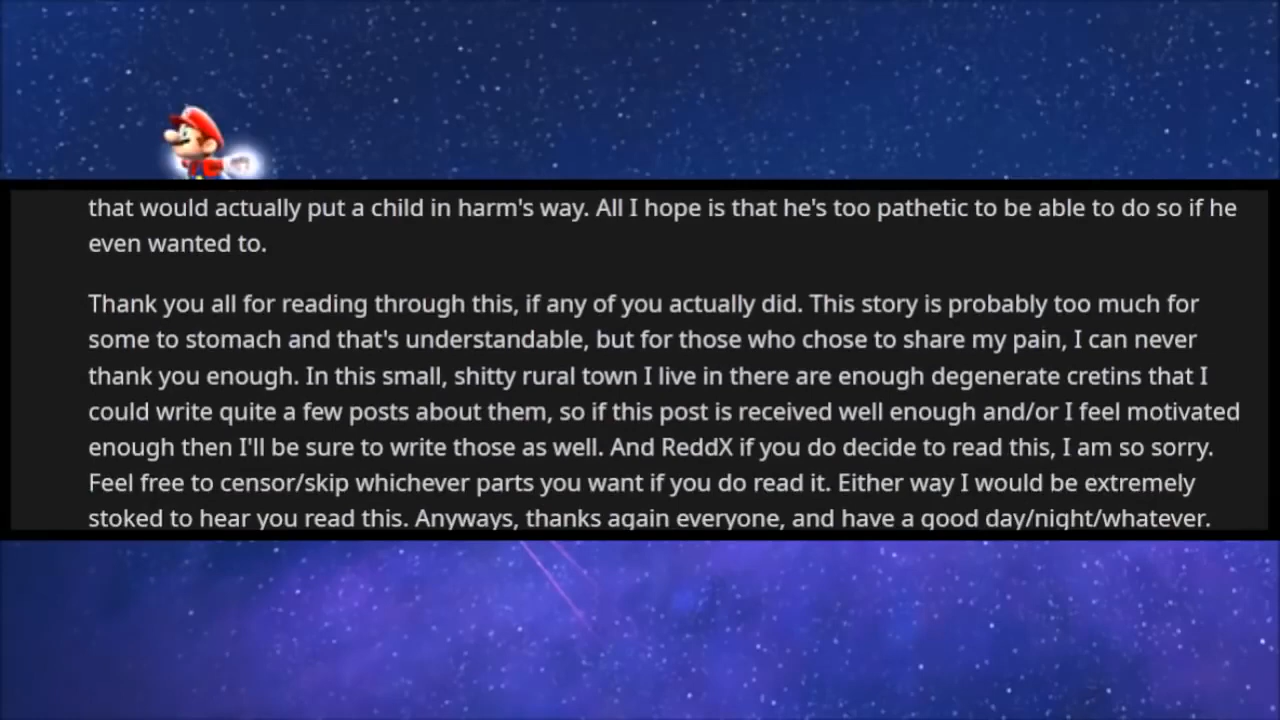 that would actually put a child in harm's way. All I hope is that he's too pathetic to be able to do so if he
even wanted to.
Thank you all for reading through this, if any of you actually did. This story is probably too much for
some to stomach and that's understandable, but for those who chose to share my pain, I can never
thank you enough. In this small, shitty rural town I live in there are enough degenerate cretins that I
could write quite a few posts about them, so if this post is received well enough and/or I feel motivated
enough then I'll be sure to write those as well. And ReddX if you do decide to read this, I am so sorry.
Feel free to censor/skip whichever parts you want if you do read it. Either way I would be extremely
stoked to hear you read this. Anyways, thanks again everyone, and have a good day/night/whatever.